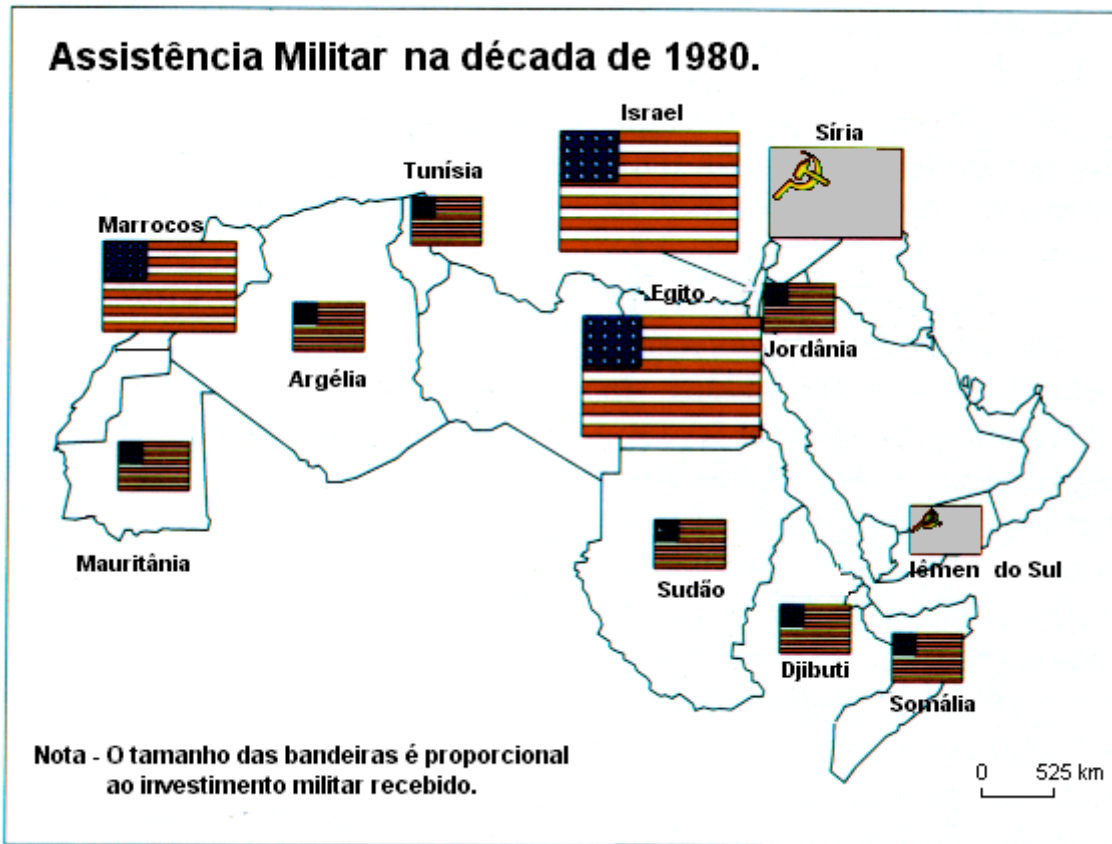 Assistência Militar na década de 1980.
Israel
Síria
Tunísia
Marrocos
Egito
Jordânia
Argélia
Mauritânia
Sudão
Iêmen do Sul
Djibuti
Somália
Nota - O tamanho das bandeiras é proporcional
ao investimento militar recebido.
0 525 km